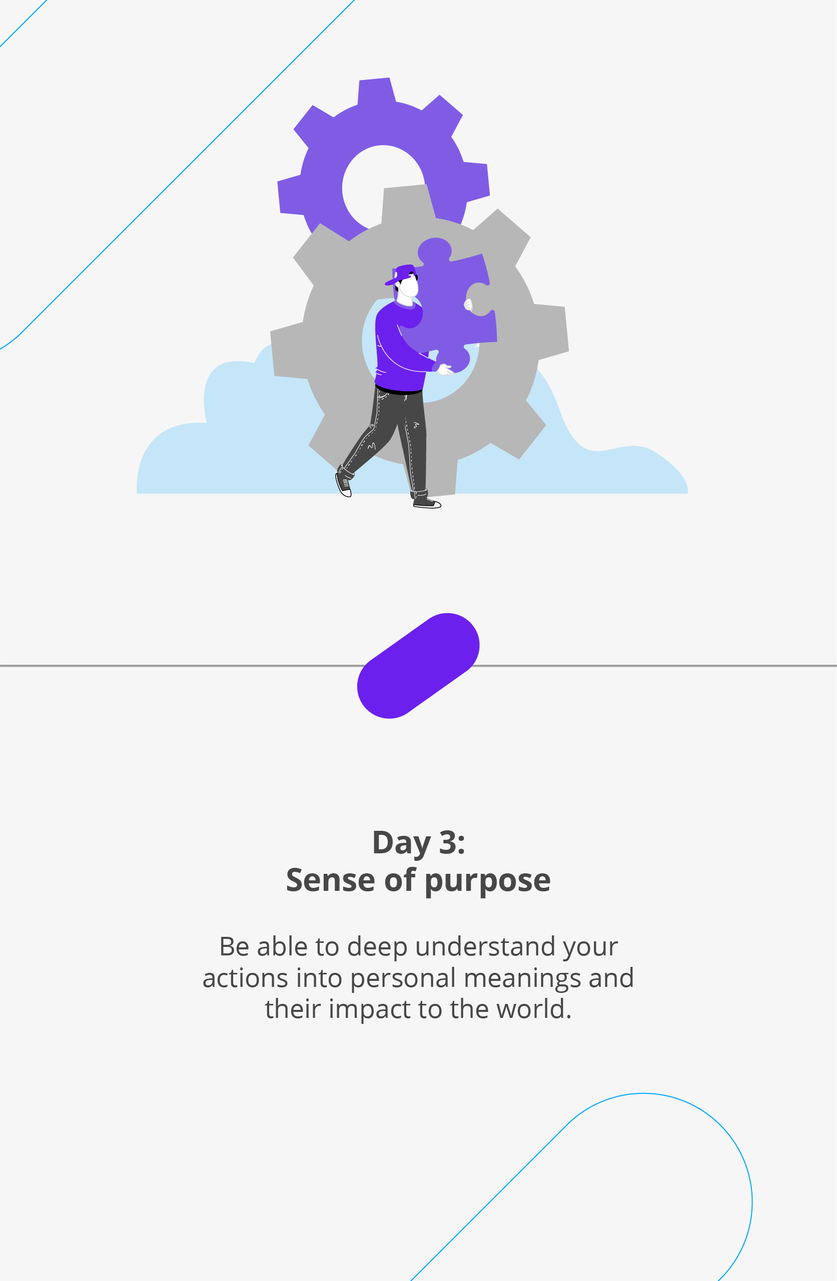 Day 3:
Sense of purpose
Be able to deep understand your
actions into personal meanings and
their impact to the world.